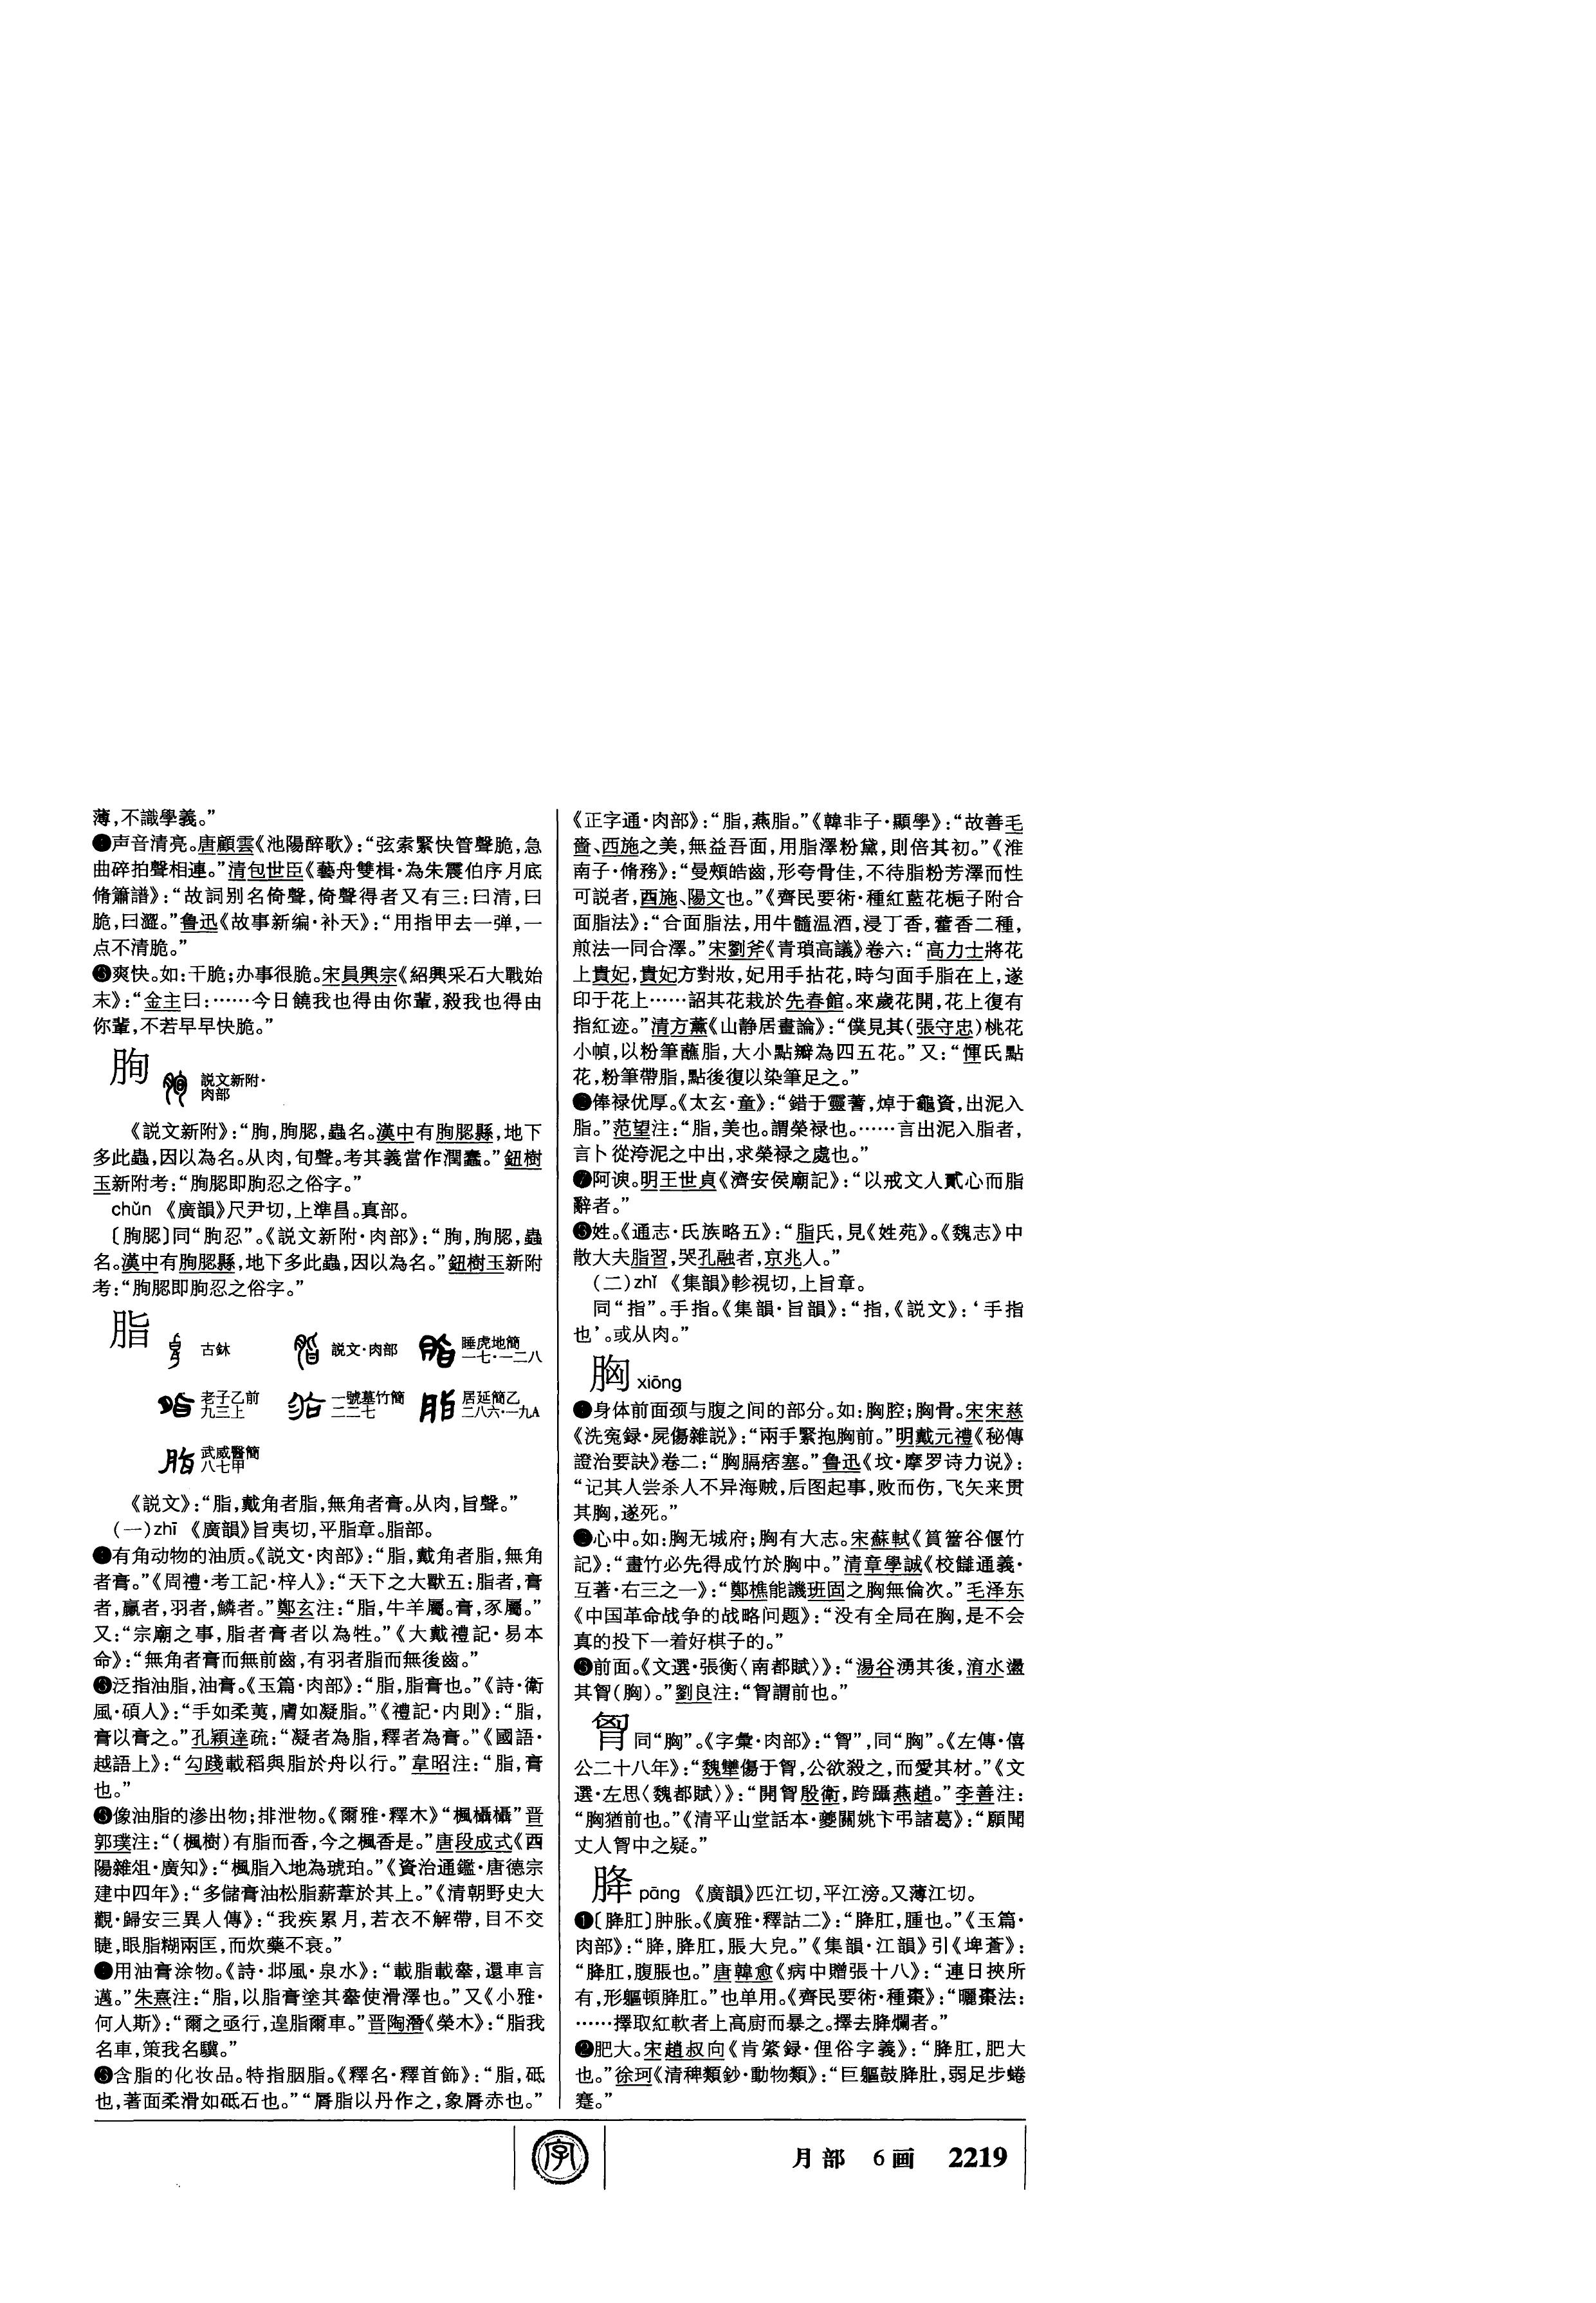 薄，不識學義。”
❹声音清亮。唐顧雲《池陽醉歌》：“弦索緊快管聲脆，急
曲碎拍聲相連。”清包世臣《藝舟雙楫·為朱震伯序月底
脩簫譜》：“故詞别名倚聲，倚聲得者又有三：曰清，曰
脆，曰澀。”鲁迅《故事新编·补天》：“用指甲去一弹，一
点不清脆。”
❺爽快。如：干脆；办事很脆。宋員興宗《紹興采石大戰始
末》：“金主曰：……今日饒我也得由你輩，殺我也得由
你輩，不若早早快脆。”
朐 説文新附·
肉部
《説文新附》：“朐，朐䏰，蟲名。漢中有朐䏰縣，地下
多此蟲，因以為名。从肉，旬聲。考其義當作潤蠢。”鈕樹
玉新附考：“朐䏰即朐忍之俗字。”
chǔn 《廣韻》尺尹切，上準昌。真部。
〔朐䏰〕同“朐忍”。《説文新附·肉部》：“朐，朐䏰，蟲
名。漢中有朐䏰縣，地下多此蟲，因以為名。”鈕樹玉新附
考：“朐䏰即朐忍之俗字。”
脂 古鉥 説文·肉部 睡虎地簡
一七·一二八
老子乙前
九三上 一號墓竹簡
二二七 居延簡乙
二八六·一九A
武威醫簡
八七甲
《説文》：“脂，戴角者脂，無角者膏。从肉，旨聲。”
（一）zhī 《廣韻》旨夷切，平脂章。脂部。
❶有角动物的油质。《説文·肉部》：“脂，戴角者脂，無角
者膏。”《周禮·考工記·梓人》：“天下之大獸五：脂者，膏
者，臝者，羽者，鱗者。”鄭玄注：“脂，牛羊屬。膏，豕屬。”
又：“宗廟之事，脂者膏者以為牲。”《大戴禮記·易本
命》：“無角者膏而無前齒，有羽者脂而無後齒。”
❷泛指油脂，油膏。《玉篇·肉部》：“脂，脂膏也。”《詩·衛
風·碩人》：“手如柔荑，膚如凝脂。”《禮記·内則》：“脂，
膏以膏之。”孔穎達疏：“凝者為脂，釋者為膏。”《國語·
越語上》：“勾踐載稻與脂於舟以行。”韋昭注：“脂，膏
也。”
❸像油脂的渗出物；排泄物。《爾雅·釋木》“楓欇欇”晋
郭璞注：“（楓樹）有脂而香，今之楓香是。”唐段成式《酉
陽雜俎·廣知》：“楓脂入地為琥珀。”《資治通鑑·唐德宗
建中四年》：“多儲膏油松脂薪葦於其上。”《清朝野史大
觀·歸安三異人傳》：“我疾累月，若衣不解帶，目不交
睫，眼脂糊兩匡，而炊藥不衰。”
❹用油膏涂物。《詩·邶風·泉水》：“載脂載舝，還車言
邁。”朱熹注：“脂，以脂膏塗其舝使滑澤也。”又《小雅·
何人斯》：“爾之亟行，遑脂爾車。”晋陶潛《榮木》：“脂我
名車，策我名驥。”
❺含脂的化妆品。特指胭脂。《釋名·釋首飾》：“脂，砥
也，著面柔滑如砥石也。”“脣脂以丹作之，象脣赤也。”
《正字通·肉部》：“脂，燕脂。”《韓非子·顯學》：“故善毛
嗇、西施之美，無益吾面，用脂澤粉黛，則倍其初。”《淮
南子·脩務》：“曼頰皓齒，形夸骨佳，不待脂粉芳澤而性
可説者，西施、陽文也。”《齊民要術·種紅藍花梔子附合
面脂法》：“合面脂法，用牛髓温酒，浸丁香，藿香二種，
煎法一同合澤。”宋劉斧《青瑣高議》卷六：“高力士將花
上貴妃，貴妃方對妝，妃用手拈花，時匀面手脂在上，遂
印于花上……詔其花栽於先春館。來歲花開，花上復有
指紅迹。”清方薰《山静居畫論》：“僕見其（張守忠）桃花
小幀，以粉筆蘸脂，大小點瓣為四五花。”又：“惲氏點
花，粉筆帶脂，點後復以染筆足之。”
❻俸禄优厚。《太玄·童》：“錯于靈蓍，焯于龜資，出泥入
脂。”范望注：“脂，美也。謂榮禄也。……言出泥入脂者，
言卜從洿泥之中出，求榮禄之處也。”
❼阿谀。明王世貞《濟安侯廟記》：“以戒文人貳心而脂
辭者。”
❽姓。《通志·氏族略五》：“脂氏，見《姓苑》。《魏志》中
散大夫脂習，哭孔融者，京兆人。”
（二）zhǐ 《集韻》軫視切，上旨章。
同“指”。手指。《集韻·旨韻》：“指，《説文》：‘手指
也’。或从肉。”
胸 xiōng
❶身体前面颈与腹之间的部分。如：胸腔；胸骨。宋宋慈
《洗寃録·屍傷雜説》：“兩手緊抱胸前。”明戴元禮《秘傳
證治要訣》卷二：“胸膈痞塞。”鲁迅《坟·摩罗诗力说》：
“记其人尝杀人不异海贼，后图起事，败而伤，飞矢来贯
其胸，遂死。”
❷心中。如：胸无城府；胸有大志。宋蘇軾《篔簹谷偃竹
記》：“畫竹必先得成竹於胸中。”清章學誠《校讎通義·
互著·右三之一》：“鄭樵能譏班固之胸無倫次。”毛泽东
《中国革命战争的战略问题》：“没有全局在胸，是不会
真的投下一着好棋子的。”
❸前面。《文選·張衡〈南都賦〉》：“湯谷湧其後，淯水盪
其胷（胸）。”劉良注：“胷謂前也。”
胷 同“胸”。《字彙·肉部》：“胷”，同“胸”。《左傳·僖
公二十八年》：“魏犫傷于胷，公欲殺之，而愛其材。”《文
選·左思〈魏都賦〉》：“開胷殷衛，跨躡燕趙。”李善注：
“胸猶前也。”《清平山堂話本·夔關姚卞弔諸葛》：“願聞
丈人胷中之疑。”
胮 pāng 《廣韻》匹江切，平江滂。又薄江切。
❶〔胮肛〕肿胀。《廣雅·釋詁二》：“胮肛，腫也。”《玉篇·
肉部》：“胮，胮肛，脹大皃。”《集韻·江韻》引《埤蒼》：
“胮肛，腹脹也。”唐韓愈《病中贈張十八》：“連日挾所
有，形軀頓胮肛。”也单用。《齊民要術·種棗》：“曬棗法：
……擇取紅軟者上高廚而暴之。擇去胮爛者。”
❷肥大。宋趙叔向《肯綮録·俚俗字義》：“胮肛，肥大
也。”徐珂《清稗類鈔·動物類》：“巨軀鼓胮肚，弱足步蜷
蹇。”
字
月部 6画 2219